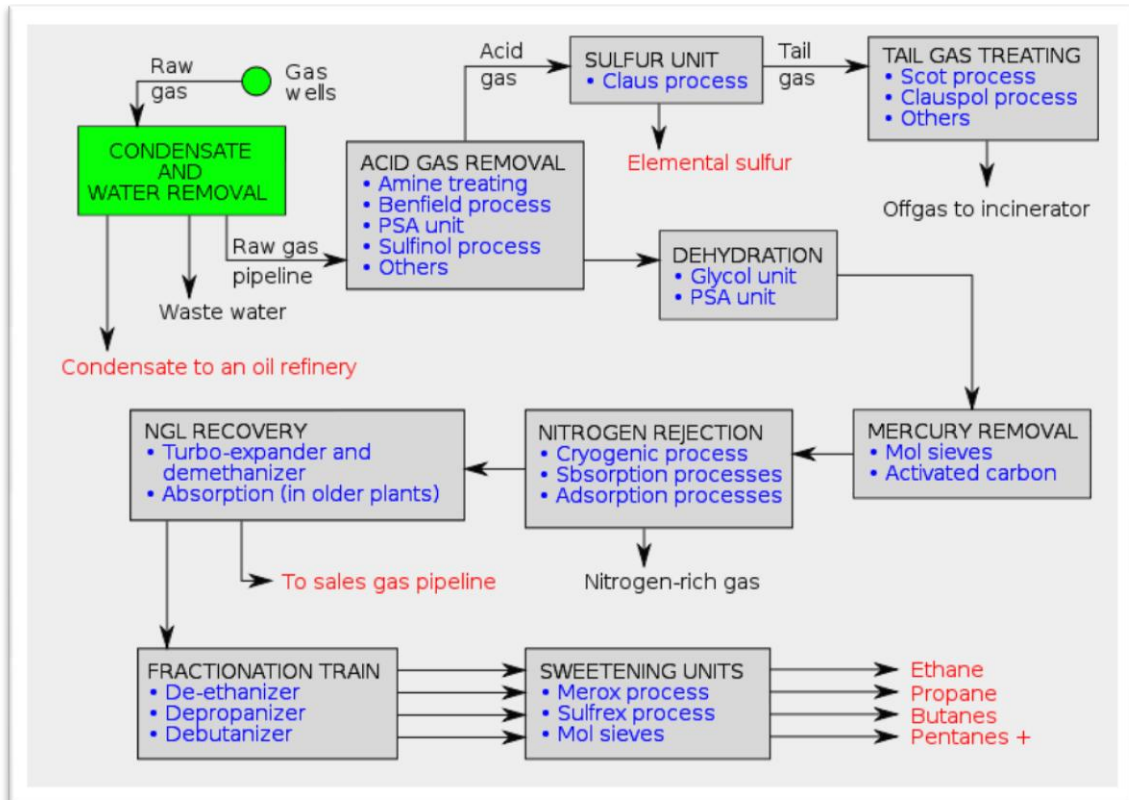 Raw
gas
Gas
wells
CONDENSATE
AND
WATER REMOVAL
Raw gas
pipeline
Waste water
Condensate to an oil refinery
ACID GAS REMOVAL
• Amine treating
• Benfield process
• PSA unit
• Sulfinol process
• Others
Acid
gas
SULFUR UNIT
• Claus process
Elemental sulfur
Tail
gas
TAIL GAS TREATING
• Scot process
• Clauspol process
• Others
Offgas to incinerator
DEHYDRATION
• Glycol unit
• PSA unit
MERCURY REMOVAL
• Mol sieves
• Activated carbon
NITROGEN REJECTION
• Cryogenic process
• Sbsorption processes
• Adsorption processes
Nitrogen-rich gas
NGL RECOVERY
• Turbo-expander and
demethanizer
• Absorption (in older plants)
To sales gas pipeline
FRACTIONATION TRAIN
• De-ethanizer
• Depropanizer
• Debutanizer
SWEETENING UNITS
• Merox process
• Sulfrex process
• Mol sieves
Ethane
Propane
Butanes
Pentanes +